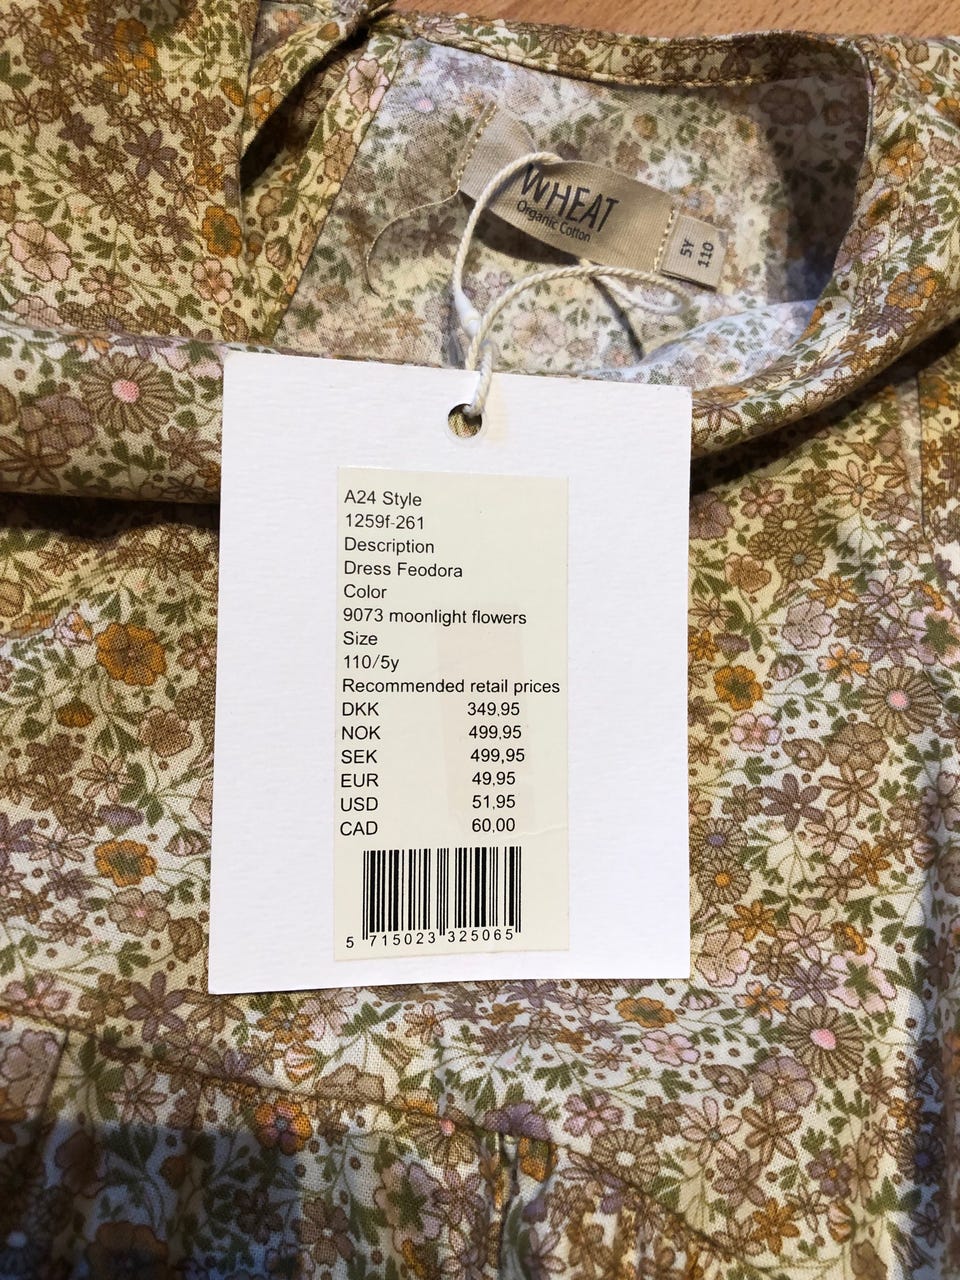 WHEAT
Organic Cotton
5Y
110
A24 Style
1259f-261
Description
Dress Feodora
Color
9073 moonlight flowers
Size
110/5y
Recommended retail prices
DKK 349,95
NOK 499,95
SEK 499,95
EUR 49,95
USD 51,95
CAD 60,00
5 715023 325065